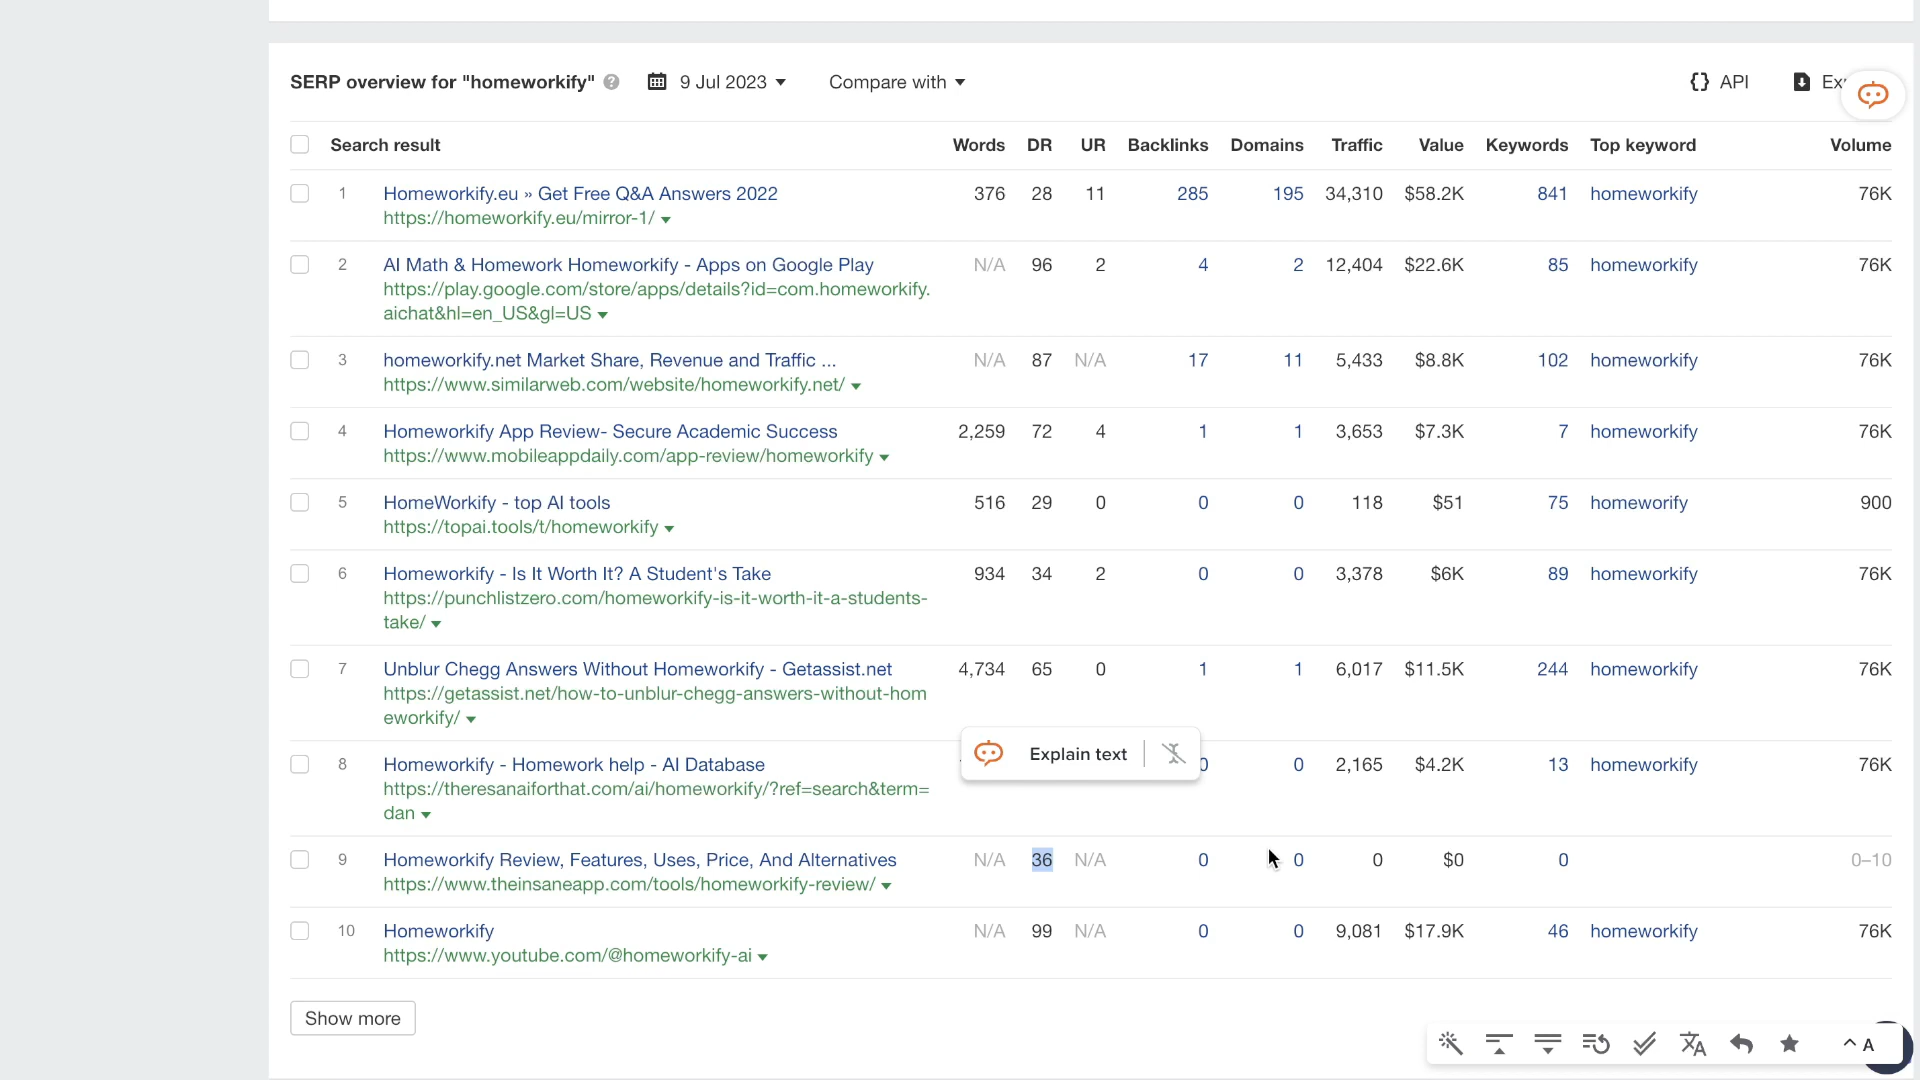 SERP overview for "homeworkify" ? 9 Jul 2023 Compare with {} API
Search result Words DR UR Backlinks Domains Traffic Value Keywords Top keyword Volume
1 Homeworkify.eu » Get Free Q&A Answers 2022 376 28 11 285 195 34,310 $58.2K 841 homeworkify 76K
https://homeworkify.eu/mirror-1/
2 AI Math & Homework Homeworkify - Apps on Google Play N/A 96 2 4 2 12,404 $22.6K 85 homeworkify 76K
https://play.google.com/store/apps/details?id=com.homeworkify.
aichat&hl=en_US&gl=US
3 homeworkify.net Market Share, Revenue and Traffic ... N/A 87 N/A 17 11 5,433 $8.8K 102 homeworkify 76K
https://www.similarweb.com/website/homeworkify.net/
4 Homeworkify App Review- Secure Academic Success 2,259 72 4 1 1 3,653 $7.3K 7 homeworkify 76K
https://www.mobileappdaily.com/app-review/homeworkify
5 HomeWorkify - top AI tools 516 29 0 0 0 118 $51 75 homeworify 900
https://topai.tools/t/homeworkify
6 Homeworkify - Is It Worth It? A Student's Take 934 34 2 0 0 3,378 $6K 89 homeworkify 76K
https://punchlistzero.com/homeworkify-is-it-worth-it-a-students-
take/
7 Unblur Chegg Answers Without Homeworkify - Getassist.net 4,734 65 0 1 1 6,017 $11.5K 244 homeworkify 76K
https://getassist.net/how-to-unblur-chegg-answers-without-hom
eworkify/
Explain text
8 Homeworkify - Homework help - AI Database 0 0 2,165 $4.2K 13 homeworkify 76K
https://theresanaiforthat.com/ai/homeworkify/?ref=search&term=
dan
9 Homeworkify Review, Features, Uses, Price, And Alternatives N/A 36 N/A 0 0 0 $0 0 0–10
https://www.theinsaneapp.com/tools/homeworkify-review/
10 Homeworkify N/A 99 N/A 0 0 9,081 $17.9K 46 homeworkify 76K
https://www.youtube.com/@homeworkify-ai
Show more
A